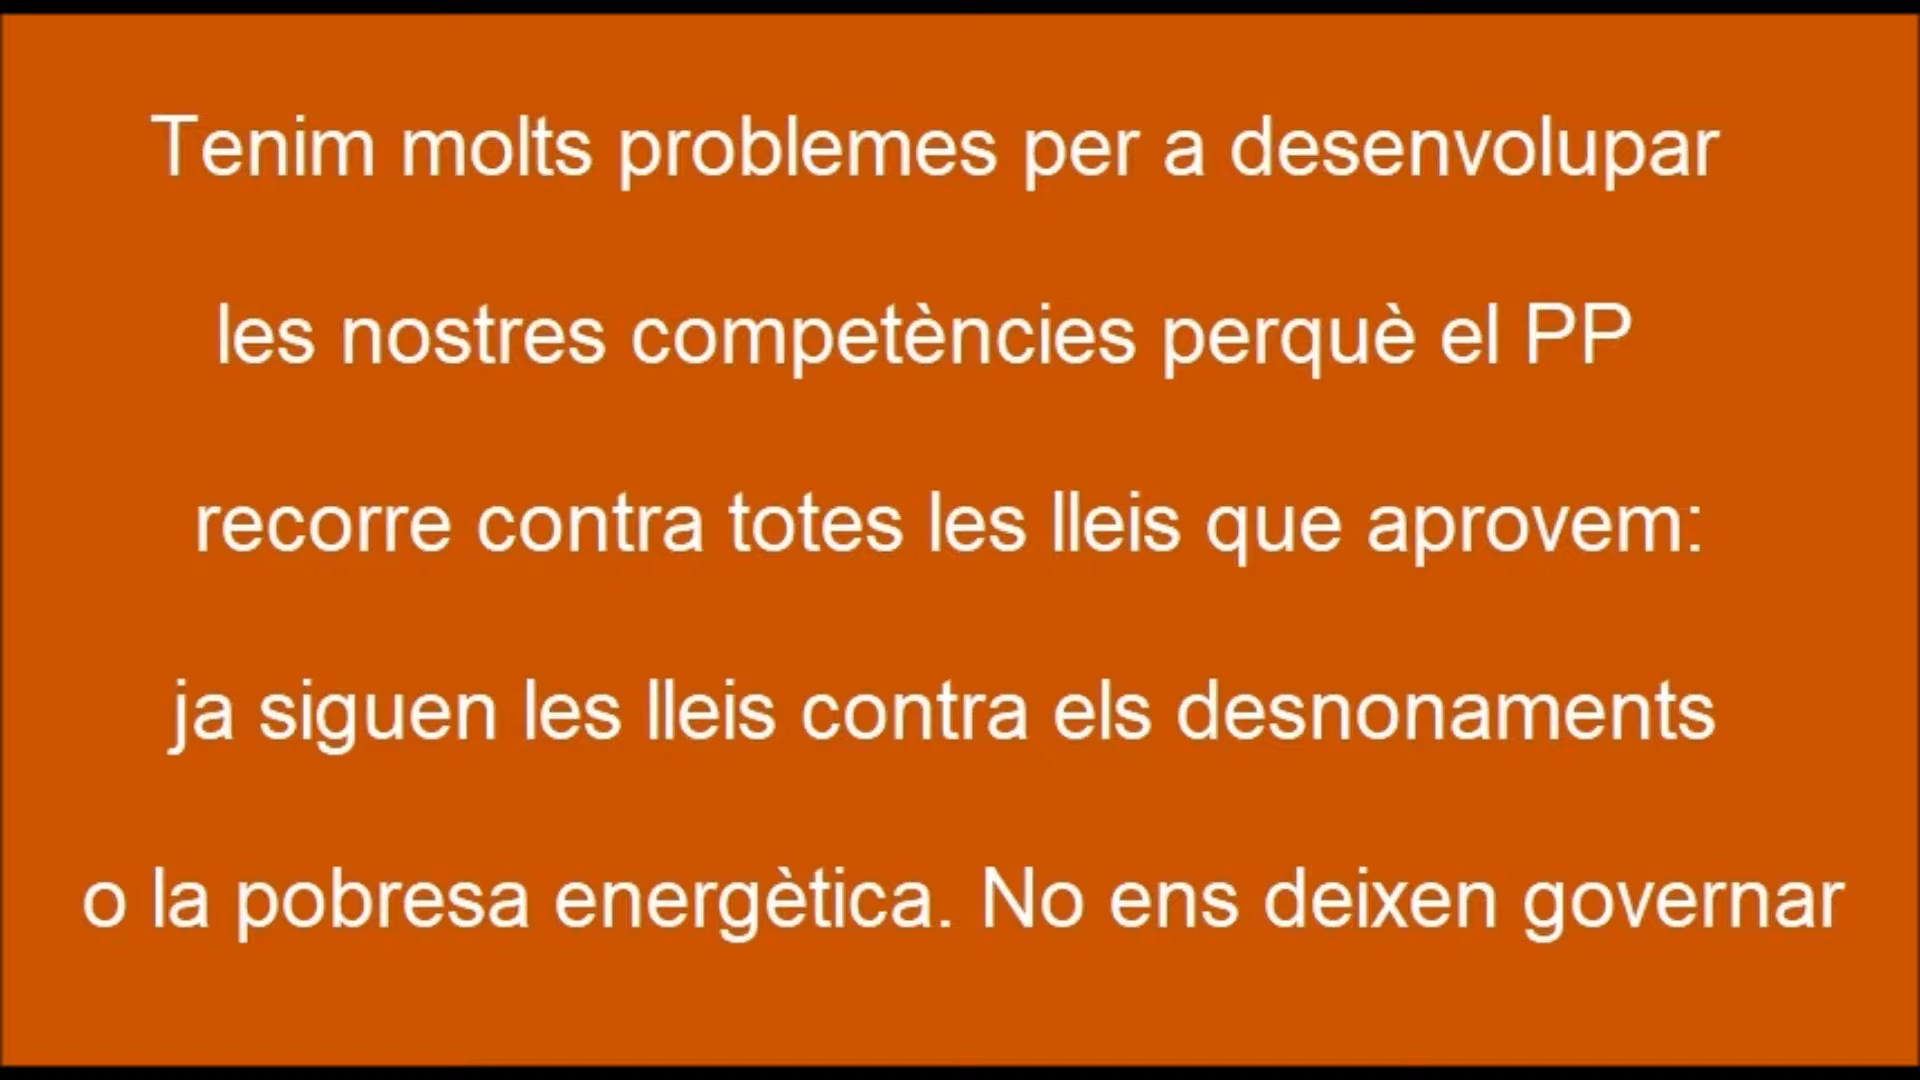 Tenim molts problemes per a desenvolupar
les nostres competències perquè el PP
recorre contra totes les lleis que aprovem:
ja siguen les lleis contra els desnonaments
o la pobresa energètica. No ens deixen governar